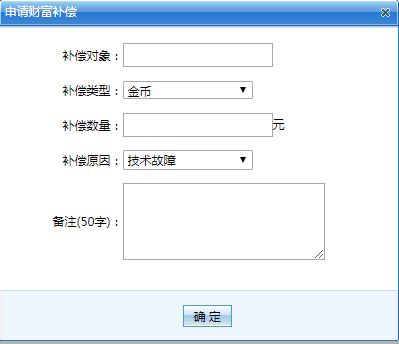 申请财富补偿
补偿对象：
补偿类型： 金币
补偿数量： 元
补偿原因： 技术故障
备注(50字)：
确 定